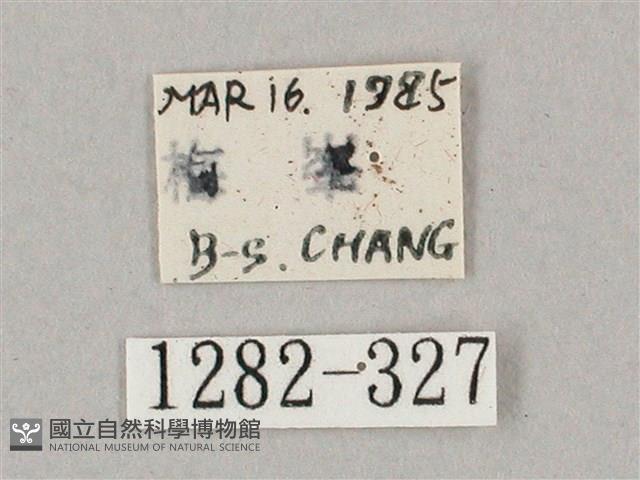 MAR 16. 1985
梅 峯
B-S. CHANG
1282-327
國立自然科學博物館
NATIONAL MUSEUM OF NATURAL SCIENCE